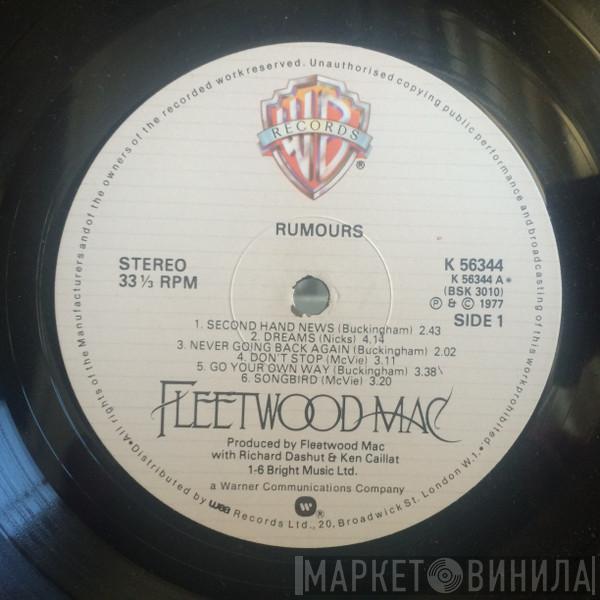 All rights of the Manufacturers and of the owners of the recorded work reserved. Unauthorised copying public performance and broadcasting of this work prohibited.
WB
RECORDS
®
RUMOURS
STEREO
33 ⅓ RPM
K 56344
K 56344 A*
(BSK 3010)
Ⓟ & © 1977
SIDE 1
1. SECOND HAND NEWS (Buckingham) 2.43
2. DREAMS (Nicks) 4.14
3. NEVER GOING BACK AGAIN (Buckingham) 2.02
4. DON'T STOP (McVie) 3.11
5. GO YOUR OWN WAY (Buckingham) 3.38
6. SONGBIRD (McVie) 3.20
FLEETWOOD MAC
Produced by Fleetwood Mac
with Richard Dashut & Ken Caillat
1-6 Bright Music Ltd.
a Warner Communications Company
®
• Distributed by wea Records Ltd., 20, Broadwick St. London W.1. •
МАРКЕТ ВИНИЛА